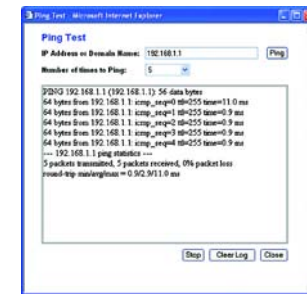 Ping Test - Microsoft Internet Explorer
Ping Test
IP Address or Domain Name: 192.168.1.1 Ping
Number of times to Ping: 5
PING 192.168.1.1 (192.168.1.1): 56 data bytes
64 bytes from 192.168.1.1: icmp_seq=0 ttl=255 time=11.0 ms
64 bytes from 192.168.1.1: icmp_seq=1 ttl=255 time=0.9 ms
64 bytes from 192.168.1.1: icmp_seq=2 ttl=255 time=0.9 ms
64 bytes from 192.168.1.1: icmp_seq=3 ttl=255 time=0.9 ms
64 bytes from 192.168.1.1: icmp_seq=4 ttl=255 time=0.9 ms
--- 192.168.1.1 ping statistics ---
5 packets transmitted, 5 packets received, 0% packet loss
round-trip min/avg/max = 0.9/2.9/11.0 ms
Stop Clear Log Close